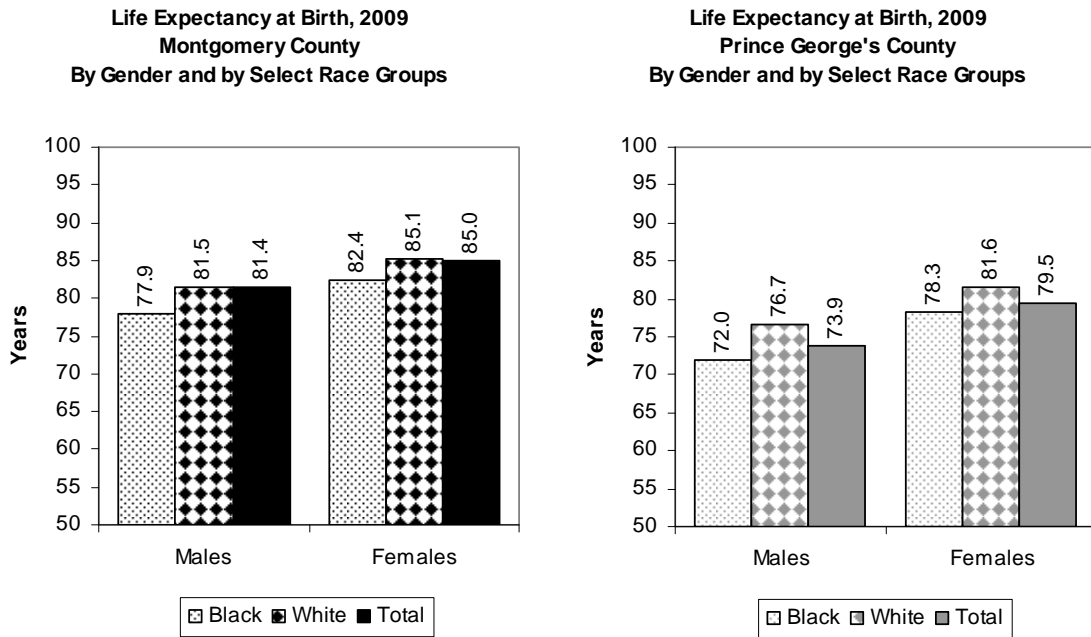 Life Expectancy at Birth, 2009
Montgomery County
By Gender and by Select Race Groups
100
95
90
85
80
75
70
65
60
55
50
Years
77.9
81.5
81.4
82.4
85.1
85.0
Males
Females
Black White Total
Life Expectancy at Birth, 2009
Prince George's County
By Gender and by Select Race Groups
100
95
90
85
80
75
70
65
60
55
50
Years
72.0
76.7
73.9
78.3
81.6
79.5
Males
Females
Black White Total